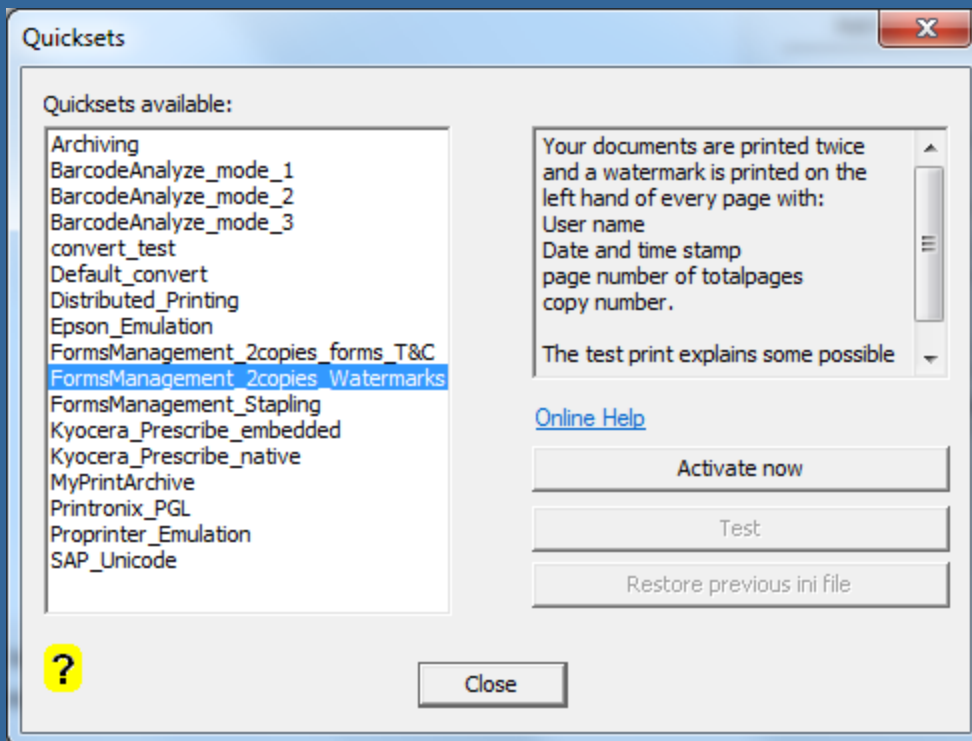 Quicksets
Quicksets available:
Archiving
BarcodeAnalyze_mode_1
BarcodeAnalyze_mode_2
BarcodeAnalyze_mode_3
convert_test
Default_convert
Distributed_Printing
Epson_Emulation
FormsManagement_2copies_forms_T&C
FormsManagement_2copies_Watermarks
FormsManagement_Stapling
Kyocera_Prescribe_embedded
Kyocera_Prescribe_native
MyPrintArchive
Printronix_PGL
Proprinter_Emulation
SAP_Unicode
Your documents are printed twice
and a watermark is printed on the
left hand of every page with:
User name
Date and time stamp
page number of totalpages
copy number.
The test print explains some possible
Online Help
Activate now
Test
Restore previous ini file
?
Close